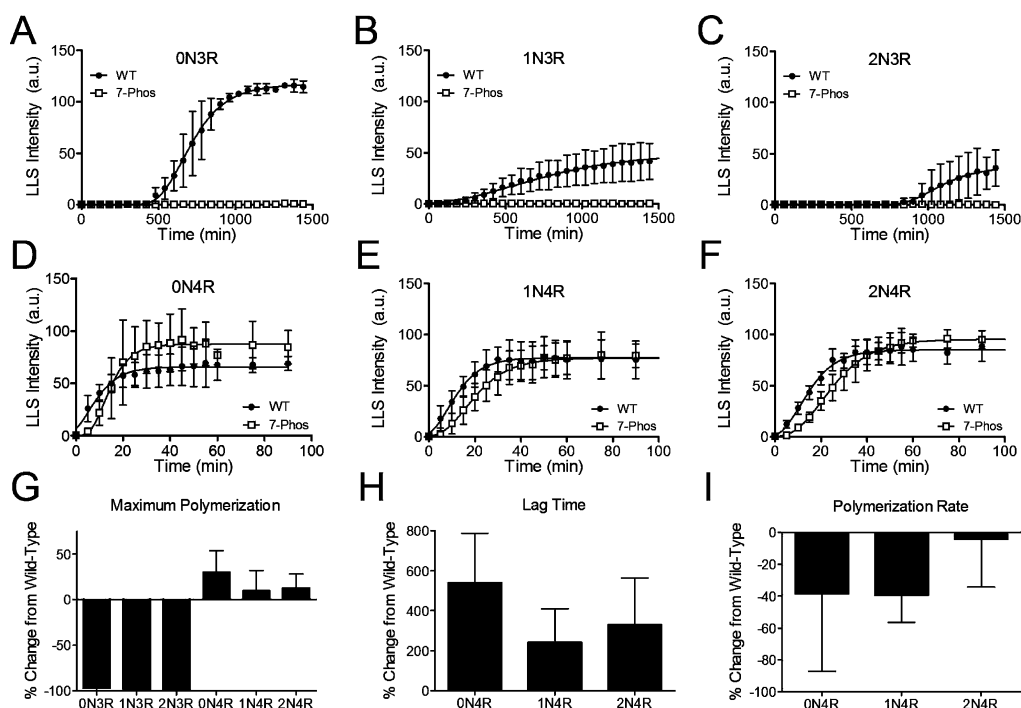 A
0N3R
WT
7-Phos
LLS Intensity (a.u.)
150
100
50
0
0 500 1000 1500
Time (min)
B
1N3R
WT
7-Phos
LLS Intensity (a.u.)
150
100
50
0
0 500 1000 1500
Time (min)
C
2N3R
WT
7-Phos
LLS Intensity (a.u.)
150
100
50
0
0 500 1000 1500
Time (min)
D
0N4R
WT
7-Phos
LLS Intensity (a.u.)
150
100
50
0
0 20 40 60 80 100
Time (min)
E
1N4R
WT
7-Phos
LLS Intensity (a.u.)
150
100
50
0
0 20 40 60 80 100
Time (min)
F
2N4R
WT
7-Phos
LLS Intensity (a.u.)
150
100
50
0
0 20 40 60 80 100
Time (min)
G
Maximum Polymerization
% Change from Wild-Type
50
0
-50
-100
0N3R 1N3R 2N3R 0N4R 1N4R 2N4R
H
Lag Time
% Change from Wild-Type
800
600
400
200
0
0N4R 1N4R 2N4R
I
Polymerization Rate
% Change from Wild-Type
0
-20
-40
-60
-80
-100
0N4R 1N4R 2N4R